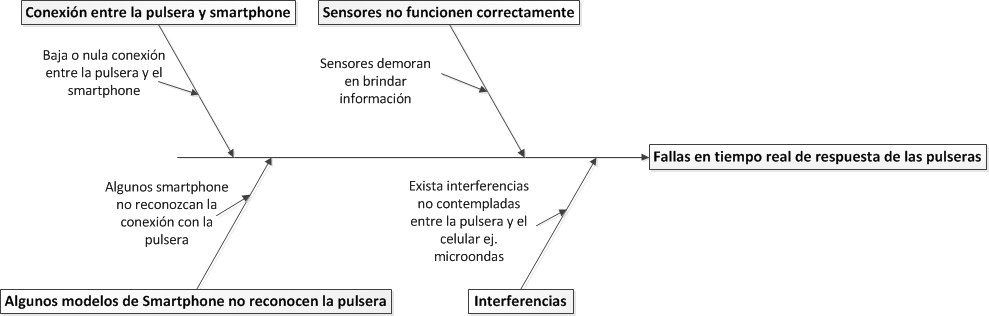 Conexión entre la pulsera y smartphone
Sensores no funcionen correctamente
Baja o nula conexión
entre la pulsera y el
smartphone
Sensores demoran
en brindar
información
Fallas en tiempo real de respuesta de las pulseras
Algunos smartphone
no reconozcan la
conexión con la
pulsera
Exista interferencias
no contempladas
entre la pulsera y el
celular ej.
microondas
Algunos modelos de Smartphone no reconocen la pulsera
Interferencias